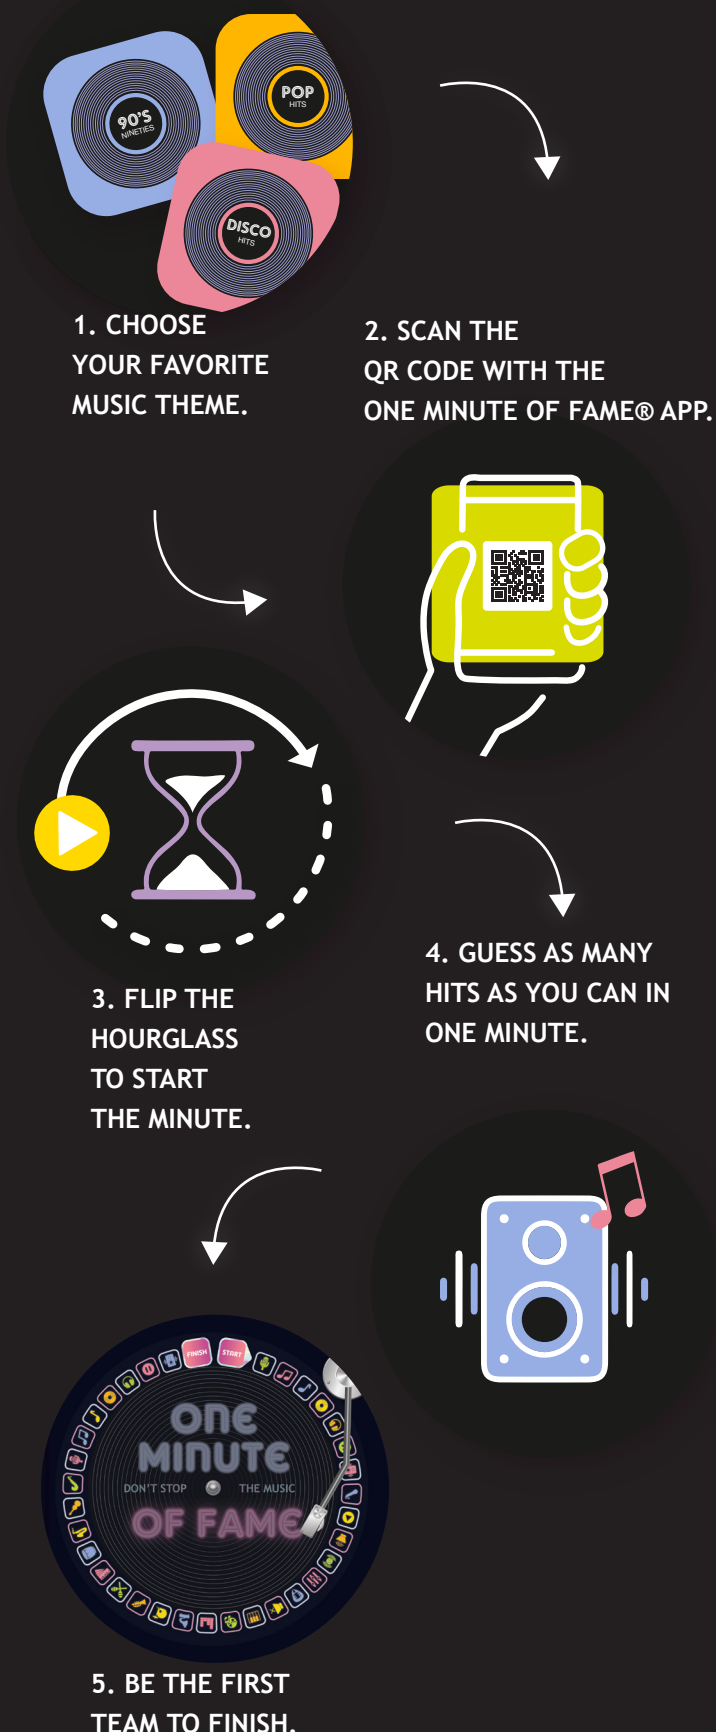 90'S
NINETIES
POP
HITS
DISCO
HITS
1. CHOOSE
YOUR FAVORITE
MUSIC THEME.
2. SCAN THE
QR CODE WITH THE
ONE MINUTE OF FAME® APP.
3. FLIP THE
HOURGLASS
TO START
THE MINUTE.
4. GUESS AS MANY
HITS AS YOU CAN IN
ONE MINUTE.
FINISH
START
ONE
MINUTE
DON'T STOP THE MUSIC
OF FAME
5. BE THE FIRST
TEAM TO FINISH.